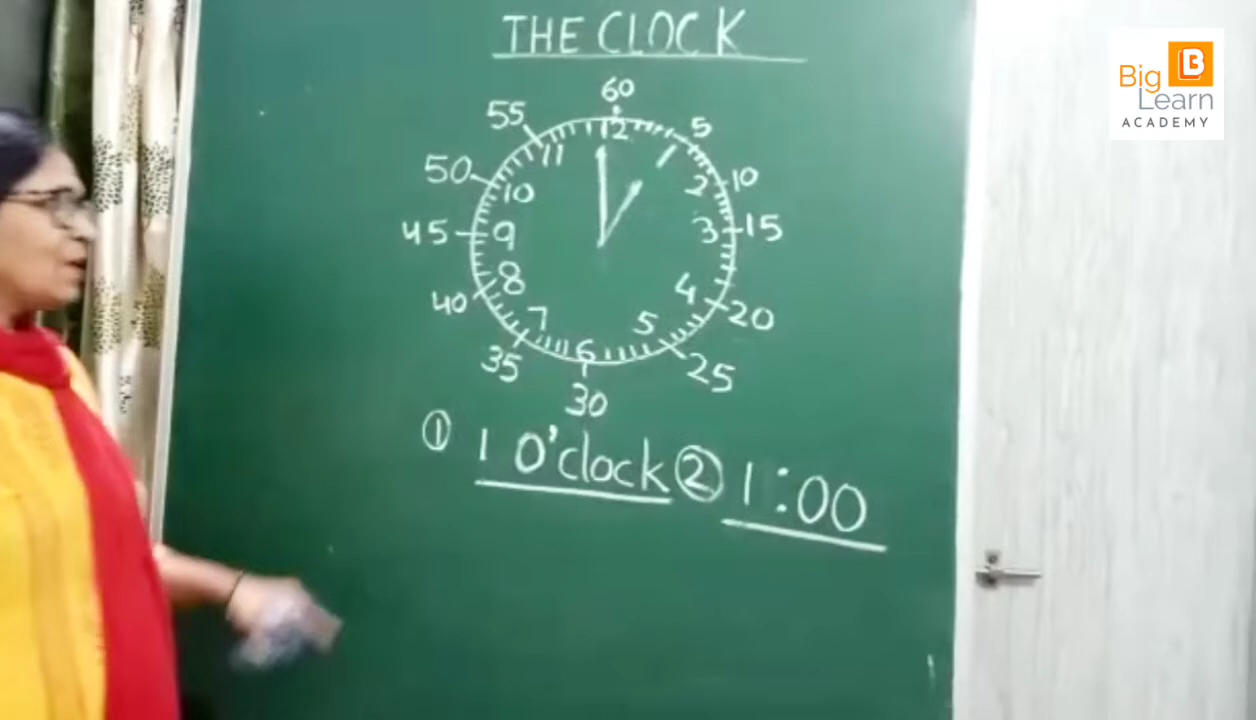 THE CLOCK
60
55 12 5
11 1
50 10 2 10
45 9 3 15
40 8 4 20
7 5
35 6 25
30
① 1 O'clock ② 1:00
Big B
Learn
ACADEMY